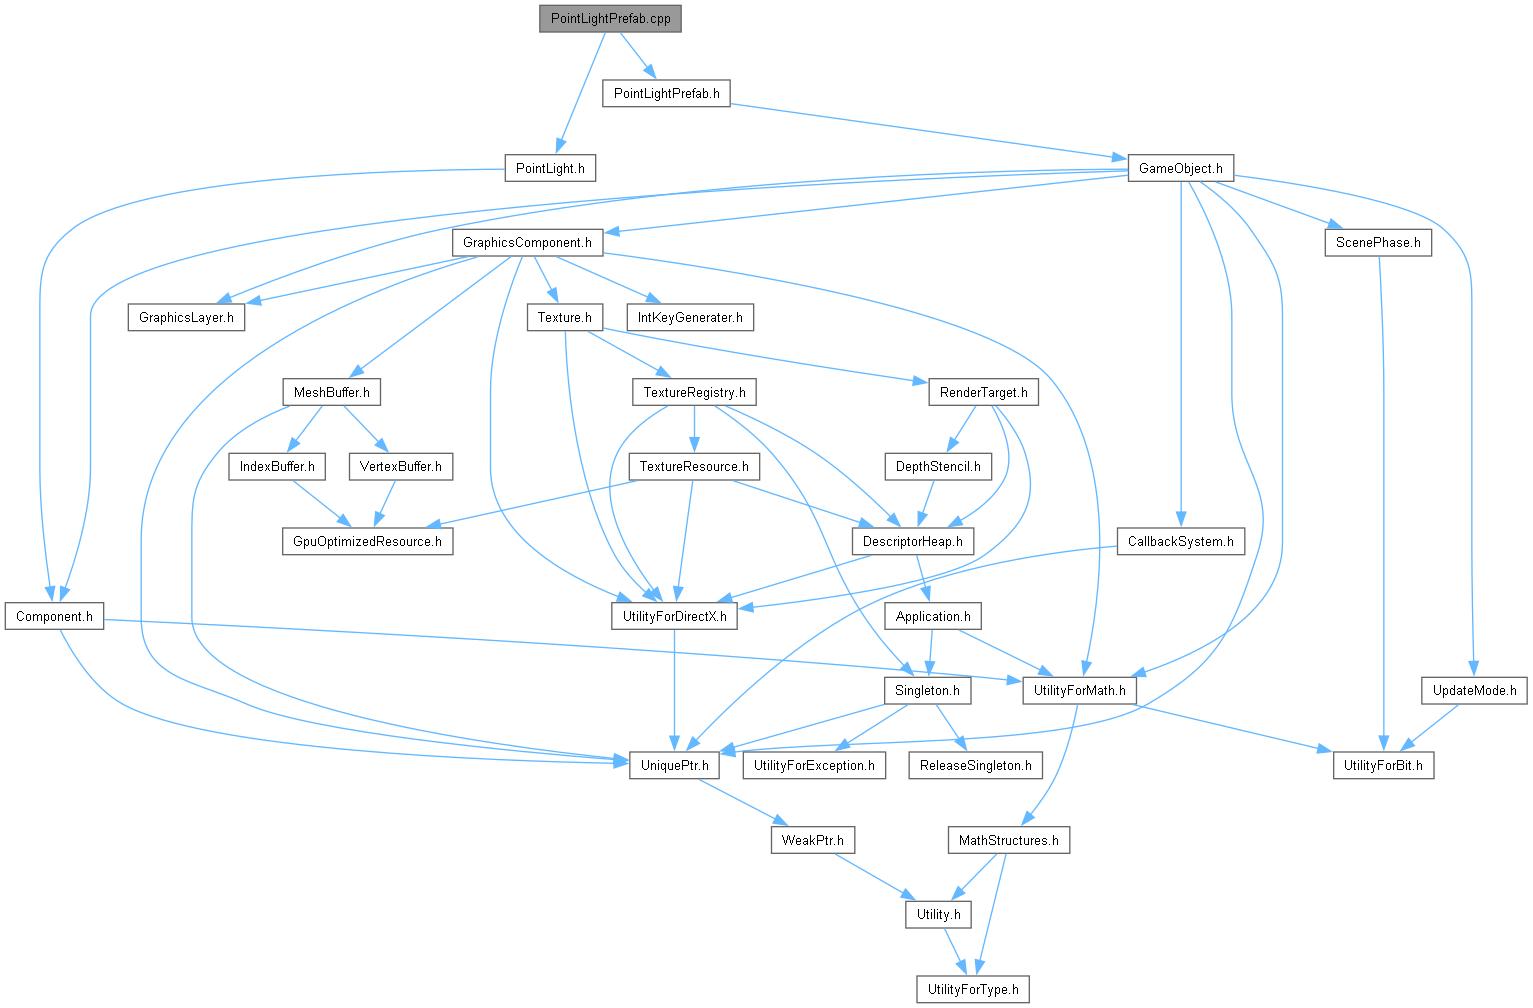 PointLightPrefab.cpp
PointLightPrefab.h
PointLight.h
GameObject.h
GraphicsComponent.h
ScenePhase.h
GraphicsLayer.h
Texture.h
IntKeyGenerater.h
MeshBuffer.h
TextureRegistry.h
RenderTarget.h
IndexBuffer.h
VertexBuffer.h
TextureResource.h
DepthStencil.h
GpuOptimizedResource.h
DescriptorHeap.h
CallbackSystem.h
Component.h
UtilityForDirectX.h
Application.h
Singleton.h
UtilityForMath.h
UpdateMode.h
UniquePtr.h
UtilityForException.h
ReleaseSingleton.h
UtilityForBit.h
WeakPtr.h
MathStructures.h
Utility.h
UtilityForType.h